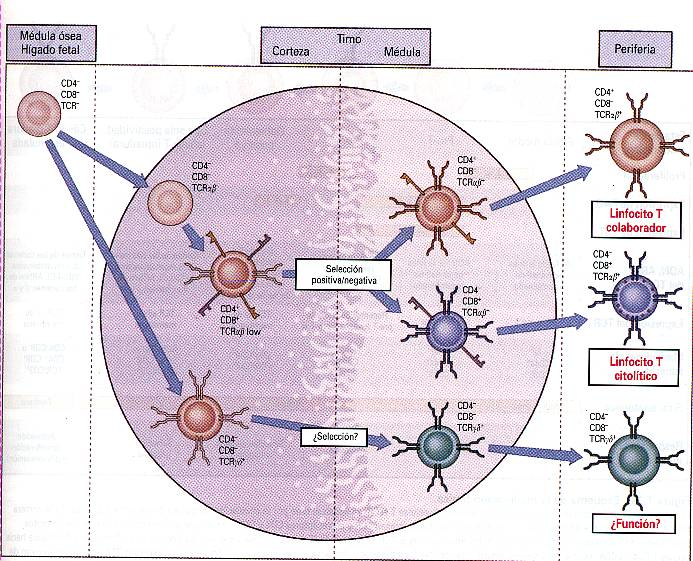 Médula ósea
Hígado fetal
Timo
Corteza
Médula
Periferia
CD4⁻
CD8⁻
TCR⁻
CD4⁻
CD8⁻
TCRαβ
CD4⁺
CD8⁺
TCRαβ low
Selección
positiva/negativa
CD4⁺
CD8
TCRαβ⁻
CD4⁺
CD8⁻
TCRαβ⁺
Linfocito T
colaborador
CD4
CD8⁺
TCRαβ⁻
CD4⁻
CD8⁺
TCRαβ⁺
Linfocito T
citolítico
CD4⁻
CD8⁻
TCRγδ⁺
¿Selección?
CD4⁻
CD8⁻
TCRγδ⁺
CD4⁻
CD8⁻
TCRγδ⁺
¿Función?